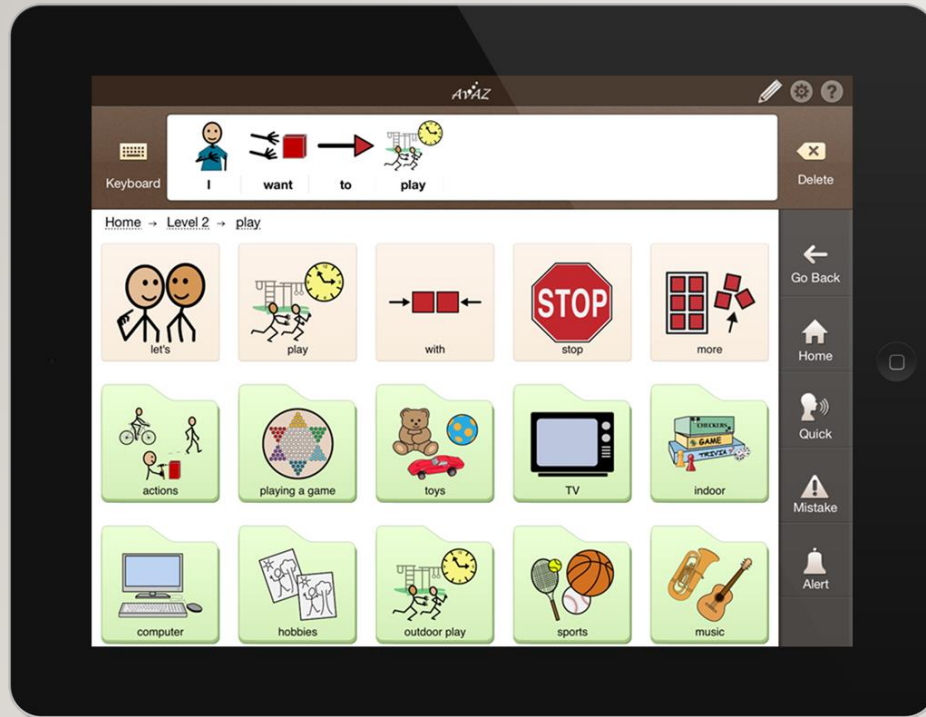 AVAZ
Keyboard
I want to play
Delete
Home → Level 2 → play
let's play with stop more
STOP
actions playing a game toys TV indoor
CHECKERS
GAME
TRIVIA
computer hobbies outdoor play sports music
Go Back
Home
Quick
Mistake
Alert